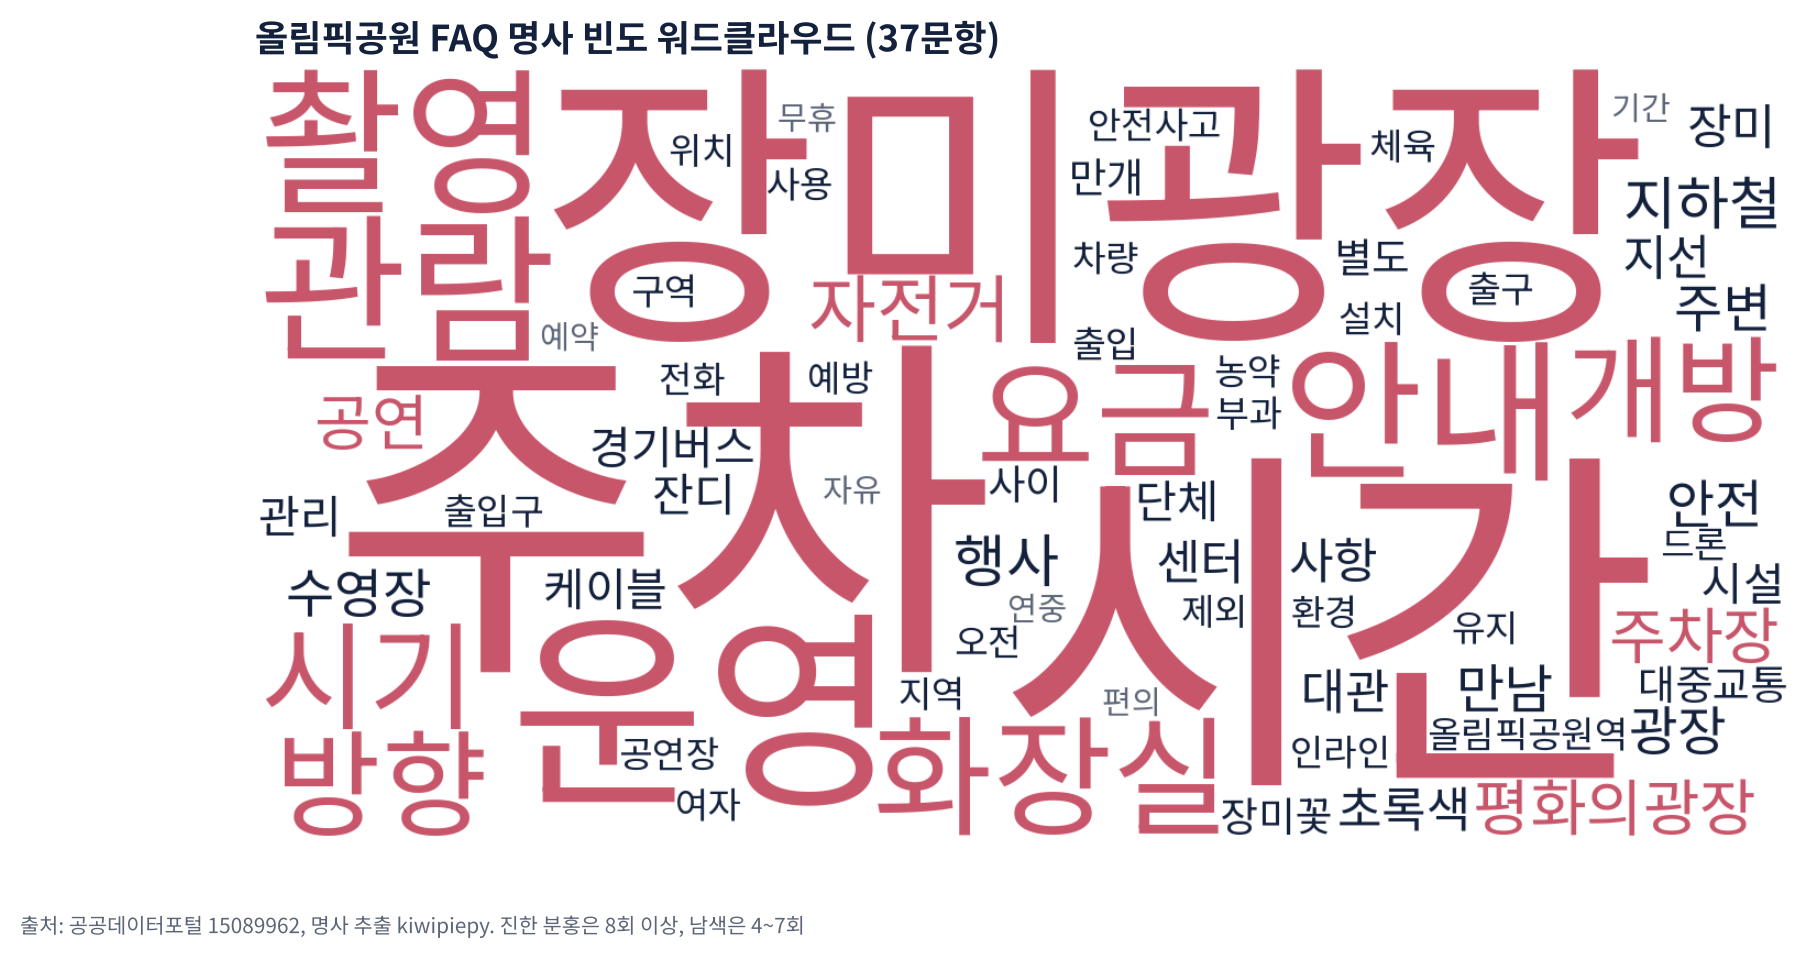 올림픽공원 FAQ 명사 빈도 워드클라우드 (37문항)
촬영
장미광장
무휴
위치
사용
안전사고
만개
체육
기간
장미
지하철
관람
구역
자전거
차량
별도
출구
지선
주변
예약
설치
출입
주차
전화
예방
요금
농약
부과
안내
개방
공연
경기버스
잔디
자유
사이
단체
시간
안전
관리
출입구
드론
행사
센터
사항
시설
수영장
케이블
연중
제외
환경
유지
주차장
오전
시기
운영
지역
편의
대관
만남
대중교통
올림픽공원역
광장
방향
공연장
화장실
인라인
여자
장미꽃
초록색
평화의광장
출처: 공공데이터포털 15089962, 명사 추출 kiwipiepy. 진한 분홍은 8회 이상, 남색은 4~7회